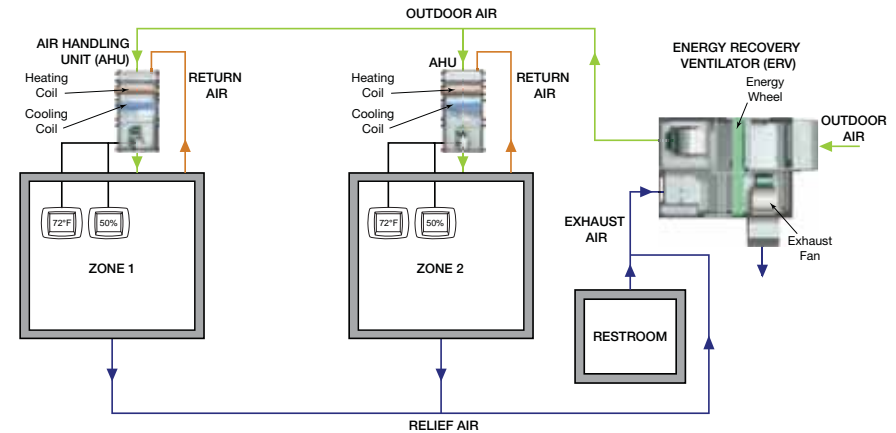 OUTDOOR AIR
AIR HANDLING
UNIT (AHU)
Heating
Coil
Cooling
Coil
RETURN
AIR
AHU
Heating
Coil
Cooling
Coil
RETURN
AIR
ENERGY RECOVERY
VENTILATOR (ERV)
Energy
Wheel
OUTDOOR
AIR
EXHAUST
AIR
Exhaust
Fan
72°F
50%
ZONE 1
72°F
50%
ZONE 2
RESTROOM
RELIEF AIR